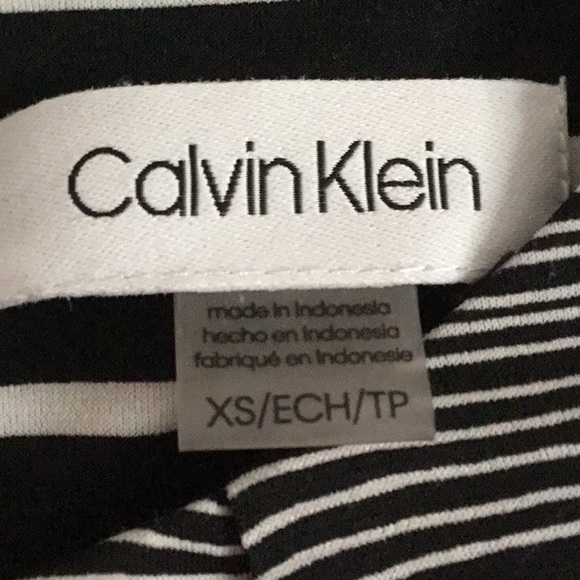 Calvin Klein
made in Indonesia
hecho en Indonesia
fabriqué en Indonesie
XS/ECH/TP